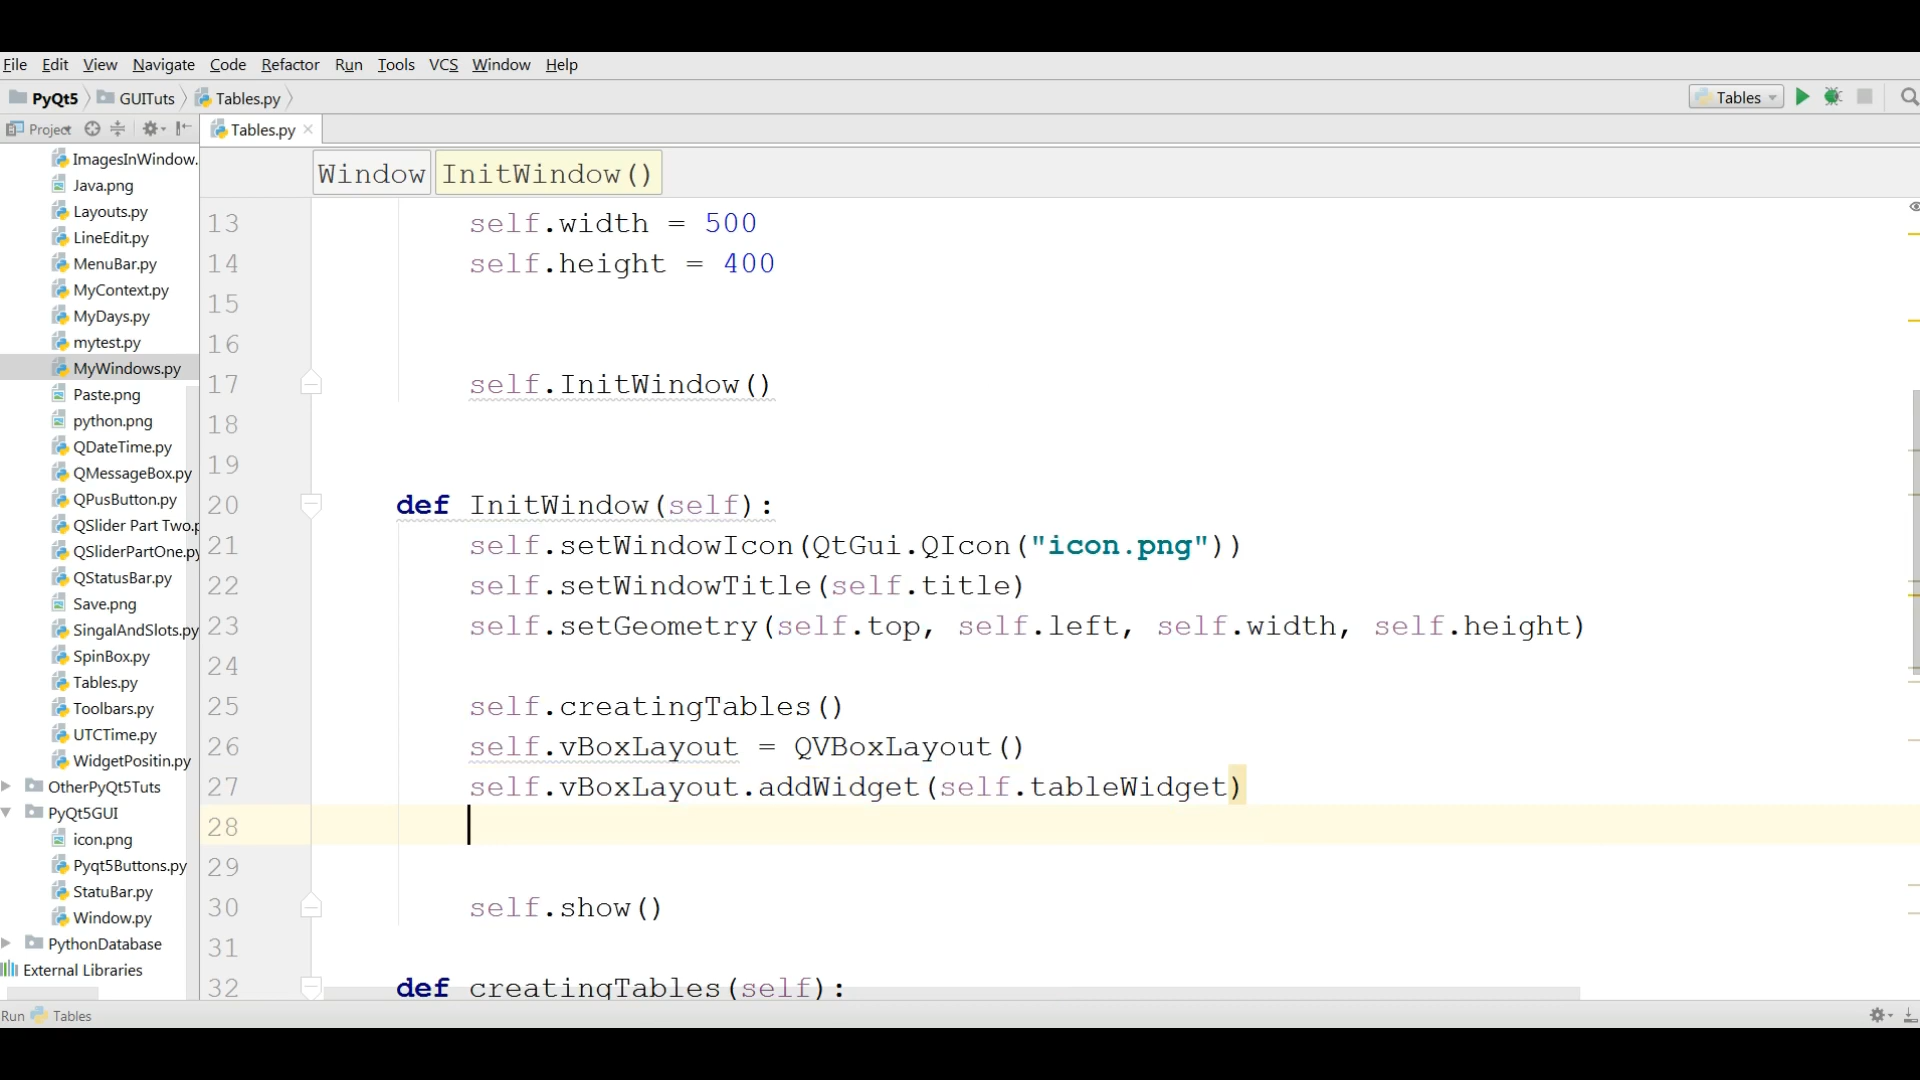 File Edit View Navigate Code Refactor Run Tools VCS Window Help
PyQt5 GUITuts Tables.py Tables
Project Tables.py
Window InitWindow()
ImagesInWindow.
Java.png
Layouts.py
LineEdit.py
MenuBar.py
MyContext.py
MyDays.py
mytest.py
MyWindows.py
Paste.png
python.png
QDateTime.py
QMessageBox.py
QPusButton.py
QSlider Part Two.p
QSliderPartOne.py
QStatusBar.py
Save.png
SingalAndSlots.py
SpinBox.py
Tables.py
Toolbars.py
UTCTime.py
WidgetPositin.py
OtherPyQt5Tuts
PyQt5GUI
icon.png
Pyqt5Buttons.py
StatuBar.py
Window.py
PythonDatabase
External Libraries
13 self.width = 500
14 self.height = 400
15
16
17 self.InitWindow()
18
19
20 def InitWindow(self):
21 self.setWindowIcon(QtGui.QIcon("icon.png"))
22 self.setWindowTitle(self.title)
23 self.setGeometry(self.top, self.left, self.width, self.height)
24
25 self.creatingTables()
26 self.vBoxLayout = QVBoxLayout()
27 self.vBoxLayout.addWidget(self.tableWidget)
28
29
30 self.show()
31
32 def creatingTables(self):
Run Tables